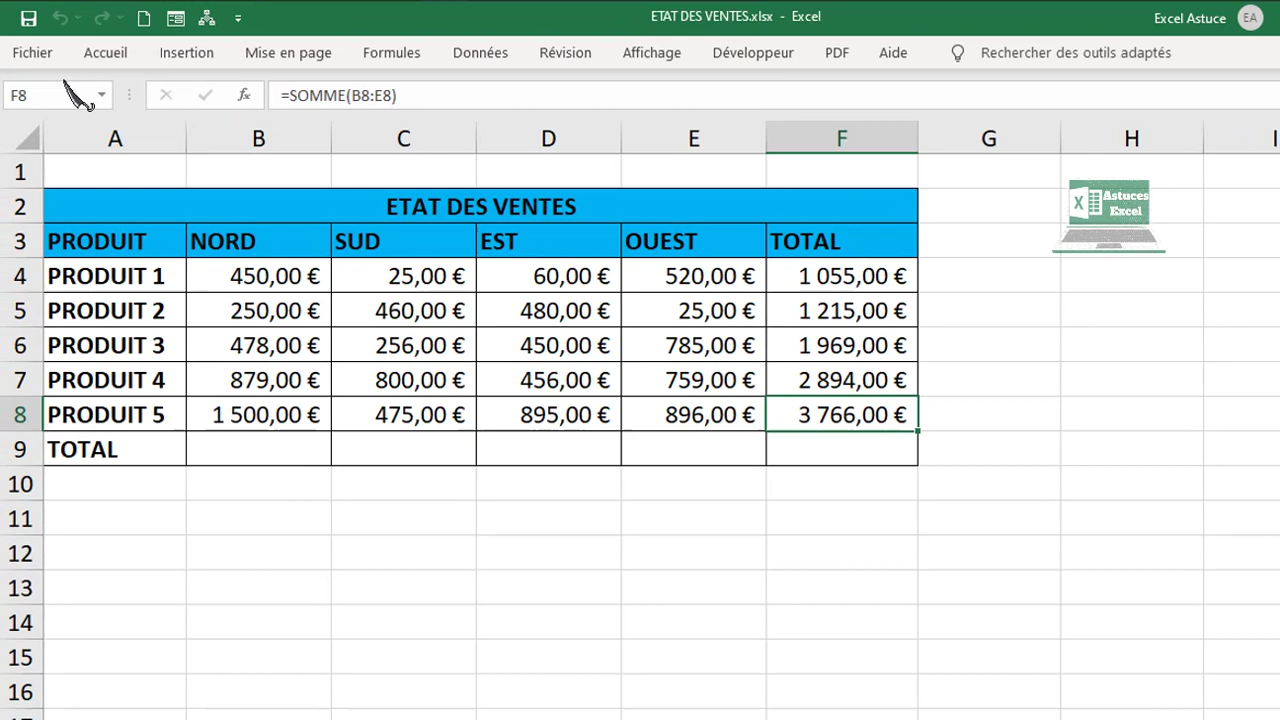 ETAT DES VENTES.xlsx - Excel
Excel Astuce EA
Fichier Accueil Insertion Mise en page Formules Données Révision Affichage Développeur PDF Aide Rechercher des outils adaptés
F8 fx =SOMME(B8:E8)
A B C D E F G H I
1
2 ETAT DES VENTES
3 PRODUIT NORD SUD EST OUEST TOTAL
4 PRODUIT 1 450,00 € 25,00 € 60,00 € 520,00 € 1 055,00 €
5 PRODUIT 2 250,00 € 460,00 € 480,00 € 25,00 € 1 215,00 €
6 PRODUIT 3 478,00 € 256,00 € 450,00 € 785,00 € 1 969,00 €
7 PRODUIT 4 879,00 € 800,00 € 456,00 € 759,00 € 2 894,00 €
8 PRODUIT 5 1 500,00 € 475,00 € 895,00 € 896,00 € 3 766,00 €
9 TOTAL
10
11
12
13
14
15
16
17
X Astuces
Excel